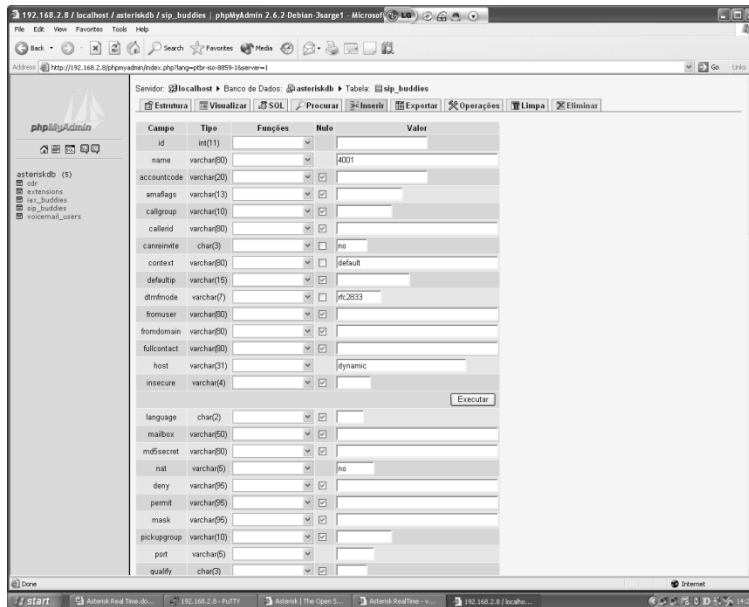 192.168.2.8 / localhost / asteriskdb / sip_buddies | phpMyAdmin 2.6.2-Debian-3sarge1 - Microsof LG
File Edit View Favorites Tools Help
Back Search Favorites Media
Address http://192.168.2.8/phpmyadmin/index.php?lang=ptbr-iso-8859-1&server=1 Go Links
Servidor: localhost Banco de Dados: asteriskdb Tabela: sip_buddies
Estrutura Visualizar SQL Procurar Inserir Exportar Operações Limpa Eliminar
phpMyAdmin
asteriskdb (5)
cdr
extensions
iax_buddies
sip_buddies
voicemail_users
Campo Tipo Funções Nulo Valor
id int(11)
name varchar(80) 4001
accountcode varchar(20)
amaflags varchar(13)
callgroup varchar(10)
callerid varchar(80)
canreinvite char(3) no
context varchar(80) default
defaultip varchar(15)
dtmfmode varchar(7) rfc2833
fromuser varchar(80)
fromdomain varchar(80)
fullcontact varchar(80)
host varchar(31) dynamic
insecure varchar(4)
Executar
language char(2)
mailbox varchar(50)
md5secret varchar(80)
nat varchar(5) no
deny varchar(95)
permit varchar(95)
mask varchar(95)
pickupgroup varchar(10)
port varchar(5)
qualify char(3)
Done Internet
start Asterisk Real Time.do... 192.168.2.8 - PuTTY Asterisk | The Open S... Asterisk RealTime - v... 192.168.2.8 / localho...